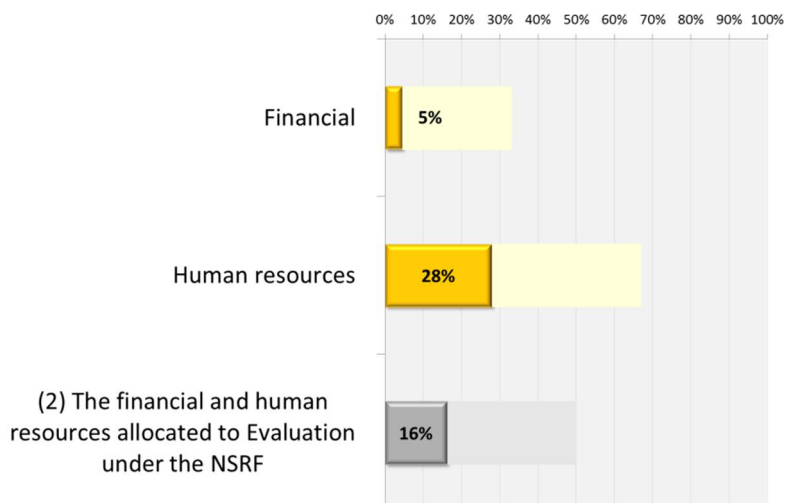 0% 10% 20% 30% 40% 50% 60% 70% 80% 90% 100%
Financial
5%
Human resources
28%
(2) The financial and human
resources allocated to Evaluation
under the NSRF
16%